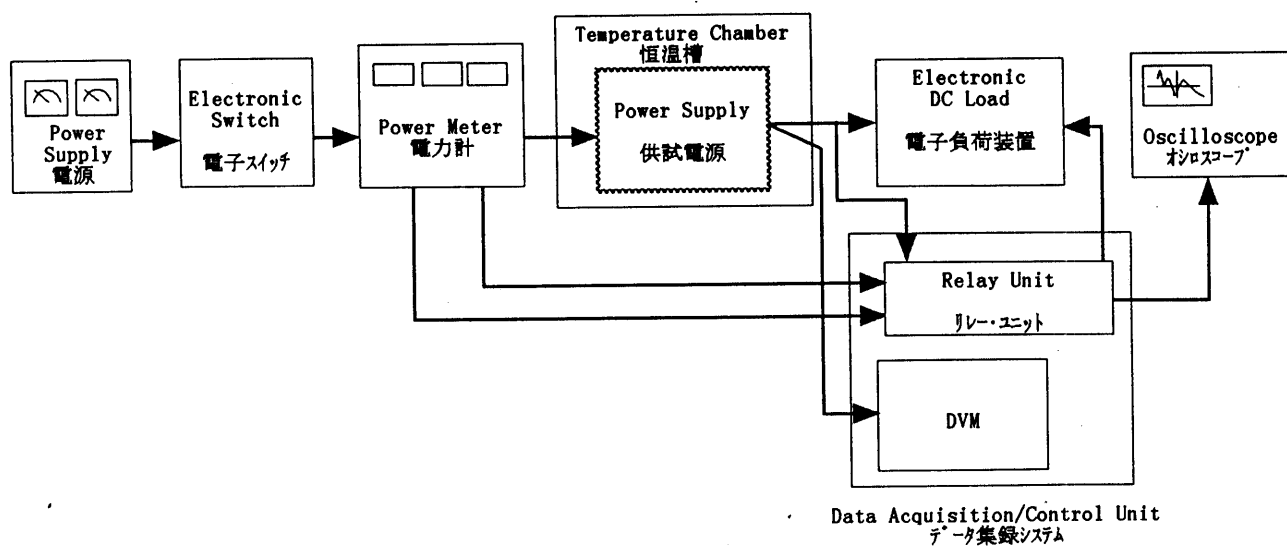 Power
Supply
電源
Electronic
Switch
電子スイッチ
Power Meter
電力計
Temperature Chamber
恒温槽
Power Supply
供試電源
Electronic
DC Load
電子負荷装置
Oscilloscope
オシロスコープ
Relay Unit
リレー・ユニット
DVM
Data Acquisition/Control Unit
データ集録システム